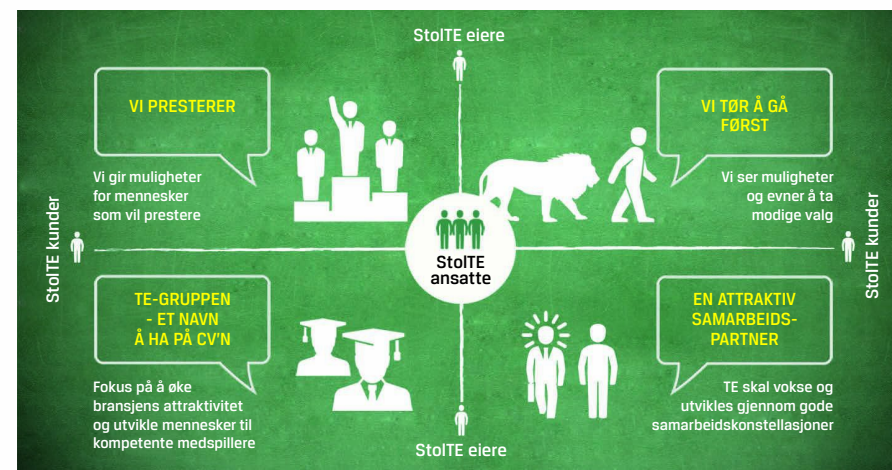 StolTE eiere
VI PRESTERER
Vi gir muligheter
for mennesker
som vil prestere
VI TØR Å GÅ
FØRST
Vi ser muligheter
og evner å ta
modige valg
StolTE kunder
StolTE
ansatte
StolTE kunder
TE-GRUPPEN
- ET NAVN
Å HA PÅ CV'N
Fokus på å øke
bransjens attraktivitet
og utvikle mennesker til
kompetente medspillere
EN ATTRAKTIV
SAMARBEIDS-
PARTNER
TE skal vokse og
utvikles gjennom gode
samarbeidskonstellasjoner
StolTE eiere